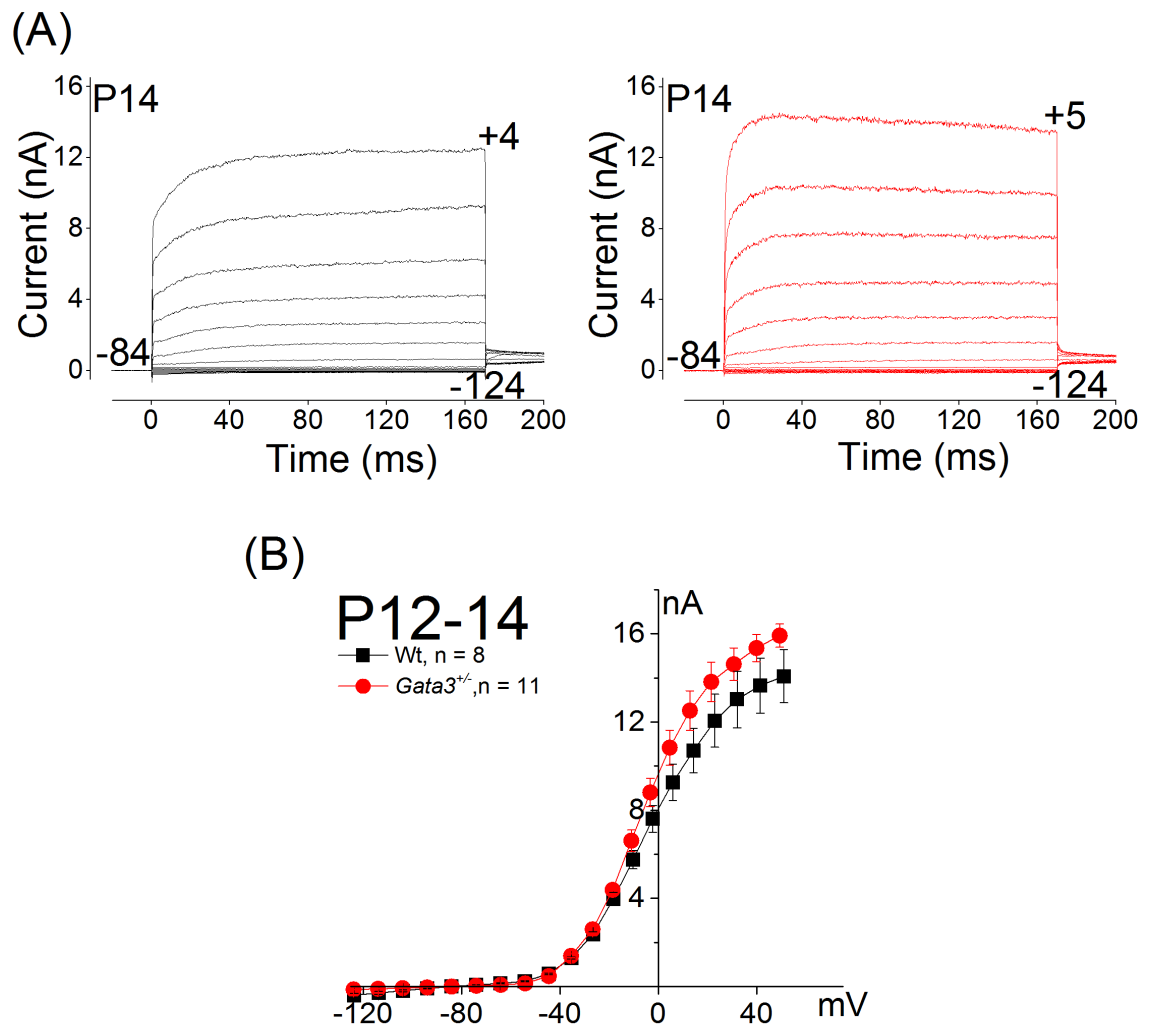 (A)
16
P14
+4
12
8
4
-84
0
-124
0 40 80 120 160 200
Current (nA)
Time (ms)
16
P14
+5
12
8
4
-84
0
-124
0 40 80 120 160 200
Current (nA)
Time (ms)
(B)
P12-14
Wt, n = 8
Gata3+/-,n = 11
nA
16
12
8
4
-120 -80 -40 0 40 mV